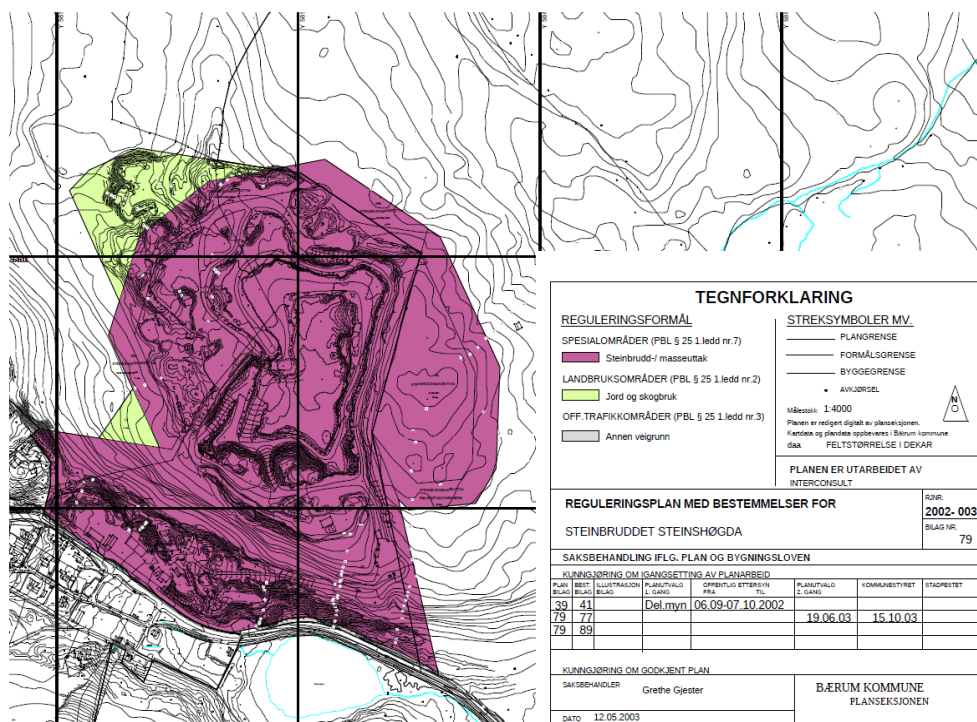 TEGNFORKLARING
REGULERINGSFORMÅL
SPESIALOMRÅDER (PBL § 25 1.ledd nr.7)
Steinbrudd-/ masseuttak
LANDBRUKSOMRÅDER (PBL § 25 1.ledd nr.2)
Jord og skogbruk
OFF.TRAFIKKOMRÅDER (PBL § 25 1.ledd nr.3)
Annen veigrunn
STREKSYMBOLER MV.
PLANGRENSE
FORMÅLSGRENSE
BYGGEGRENSE
AVKJØRSEL
Målestokk 1:4000
N
Planen er redigert digitalt av planseksjonen.
Kartdata og plandata oppbevares i Bærum kommune
daa FELTSTØRRELSE I DEKAR
PLANEN ER UTARBEIDET AV
INTERCONSULT
REGULERINGSPLAN MED BESTEMMELSER FOR
STEINBRUDDET STEINSHØGDA
RJNR.
2002- 003
BILAG NR.
79
SAKSBEHANDLING IFLG. PLAN OG BYGNINGSLOVEN
KUNNGJØRING OM IGANGSETTING AV PLANARBEID
PLAN BILAG BEST. BILAG ILLUSTRASJON BILAG PLANUTVALG 1. GANG OFFENTLIG ETTERSYN FRA TIL PLANUTVALG 2. GANG KOMMUNESTYRET STADFESTET
39 41 Del.myn 06.09-07.10.2002
79 77 19.06.03 15.10.03
79 89
KUNNGJØRING OM GODKJENT PLAN
SAKSBEHANDLER Grethe Gjester
DATO 12.05.2003
BÆRUM KOMMUNE
PLANSEKSJONEN